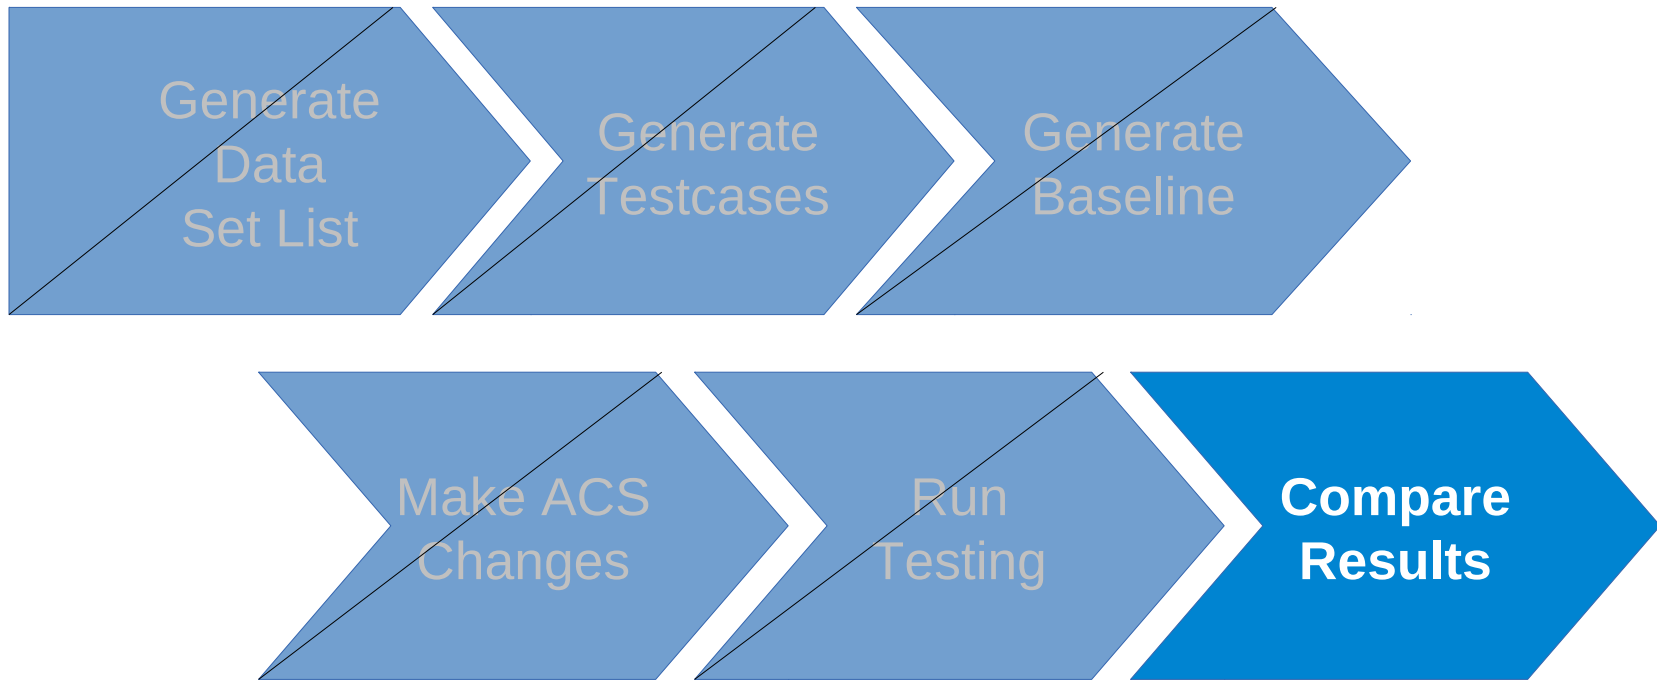 Generate
Data
Set List
Generate
Testcases
Generate
Baseline
Make ACS
Changes
Run
Testing
Compare
Results